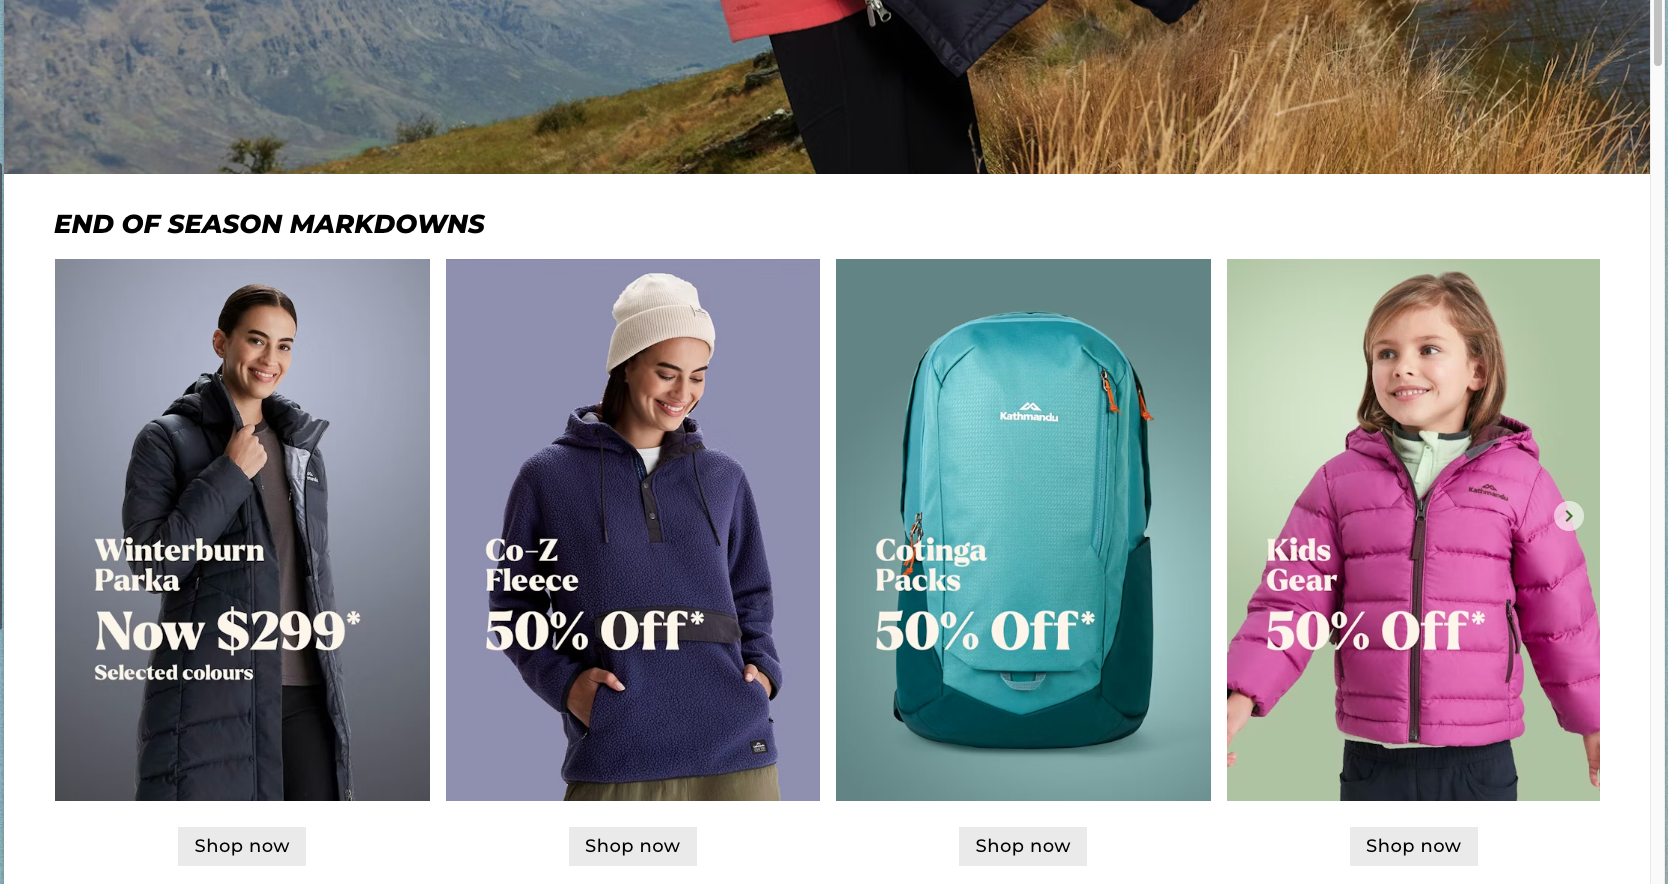 END OF SEASON MARKDOWNS
Winterburn
Parka
Now $299*
Selected colours
Co-Z
Fleece
50% Off*
Kathmandu
Cotinga
Packs
50% Off*
Kathmandu
Kids
Gear
50% Off*
Shop now
Shop now
Shop now
Shop now